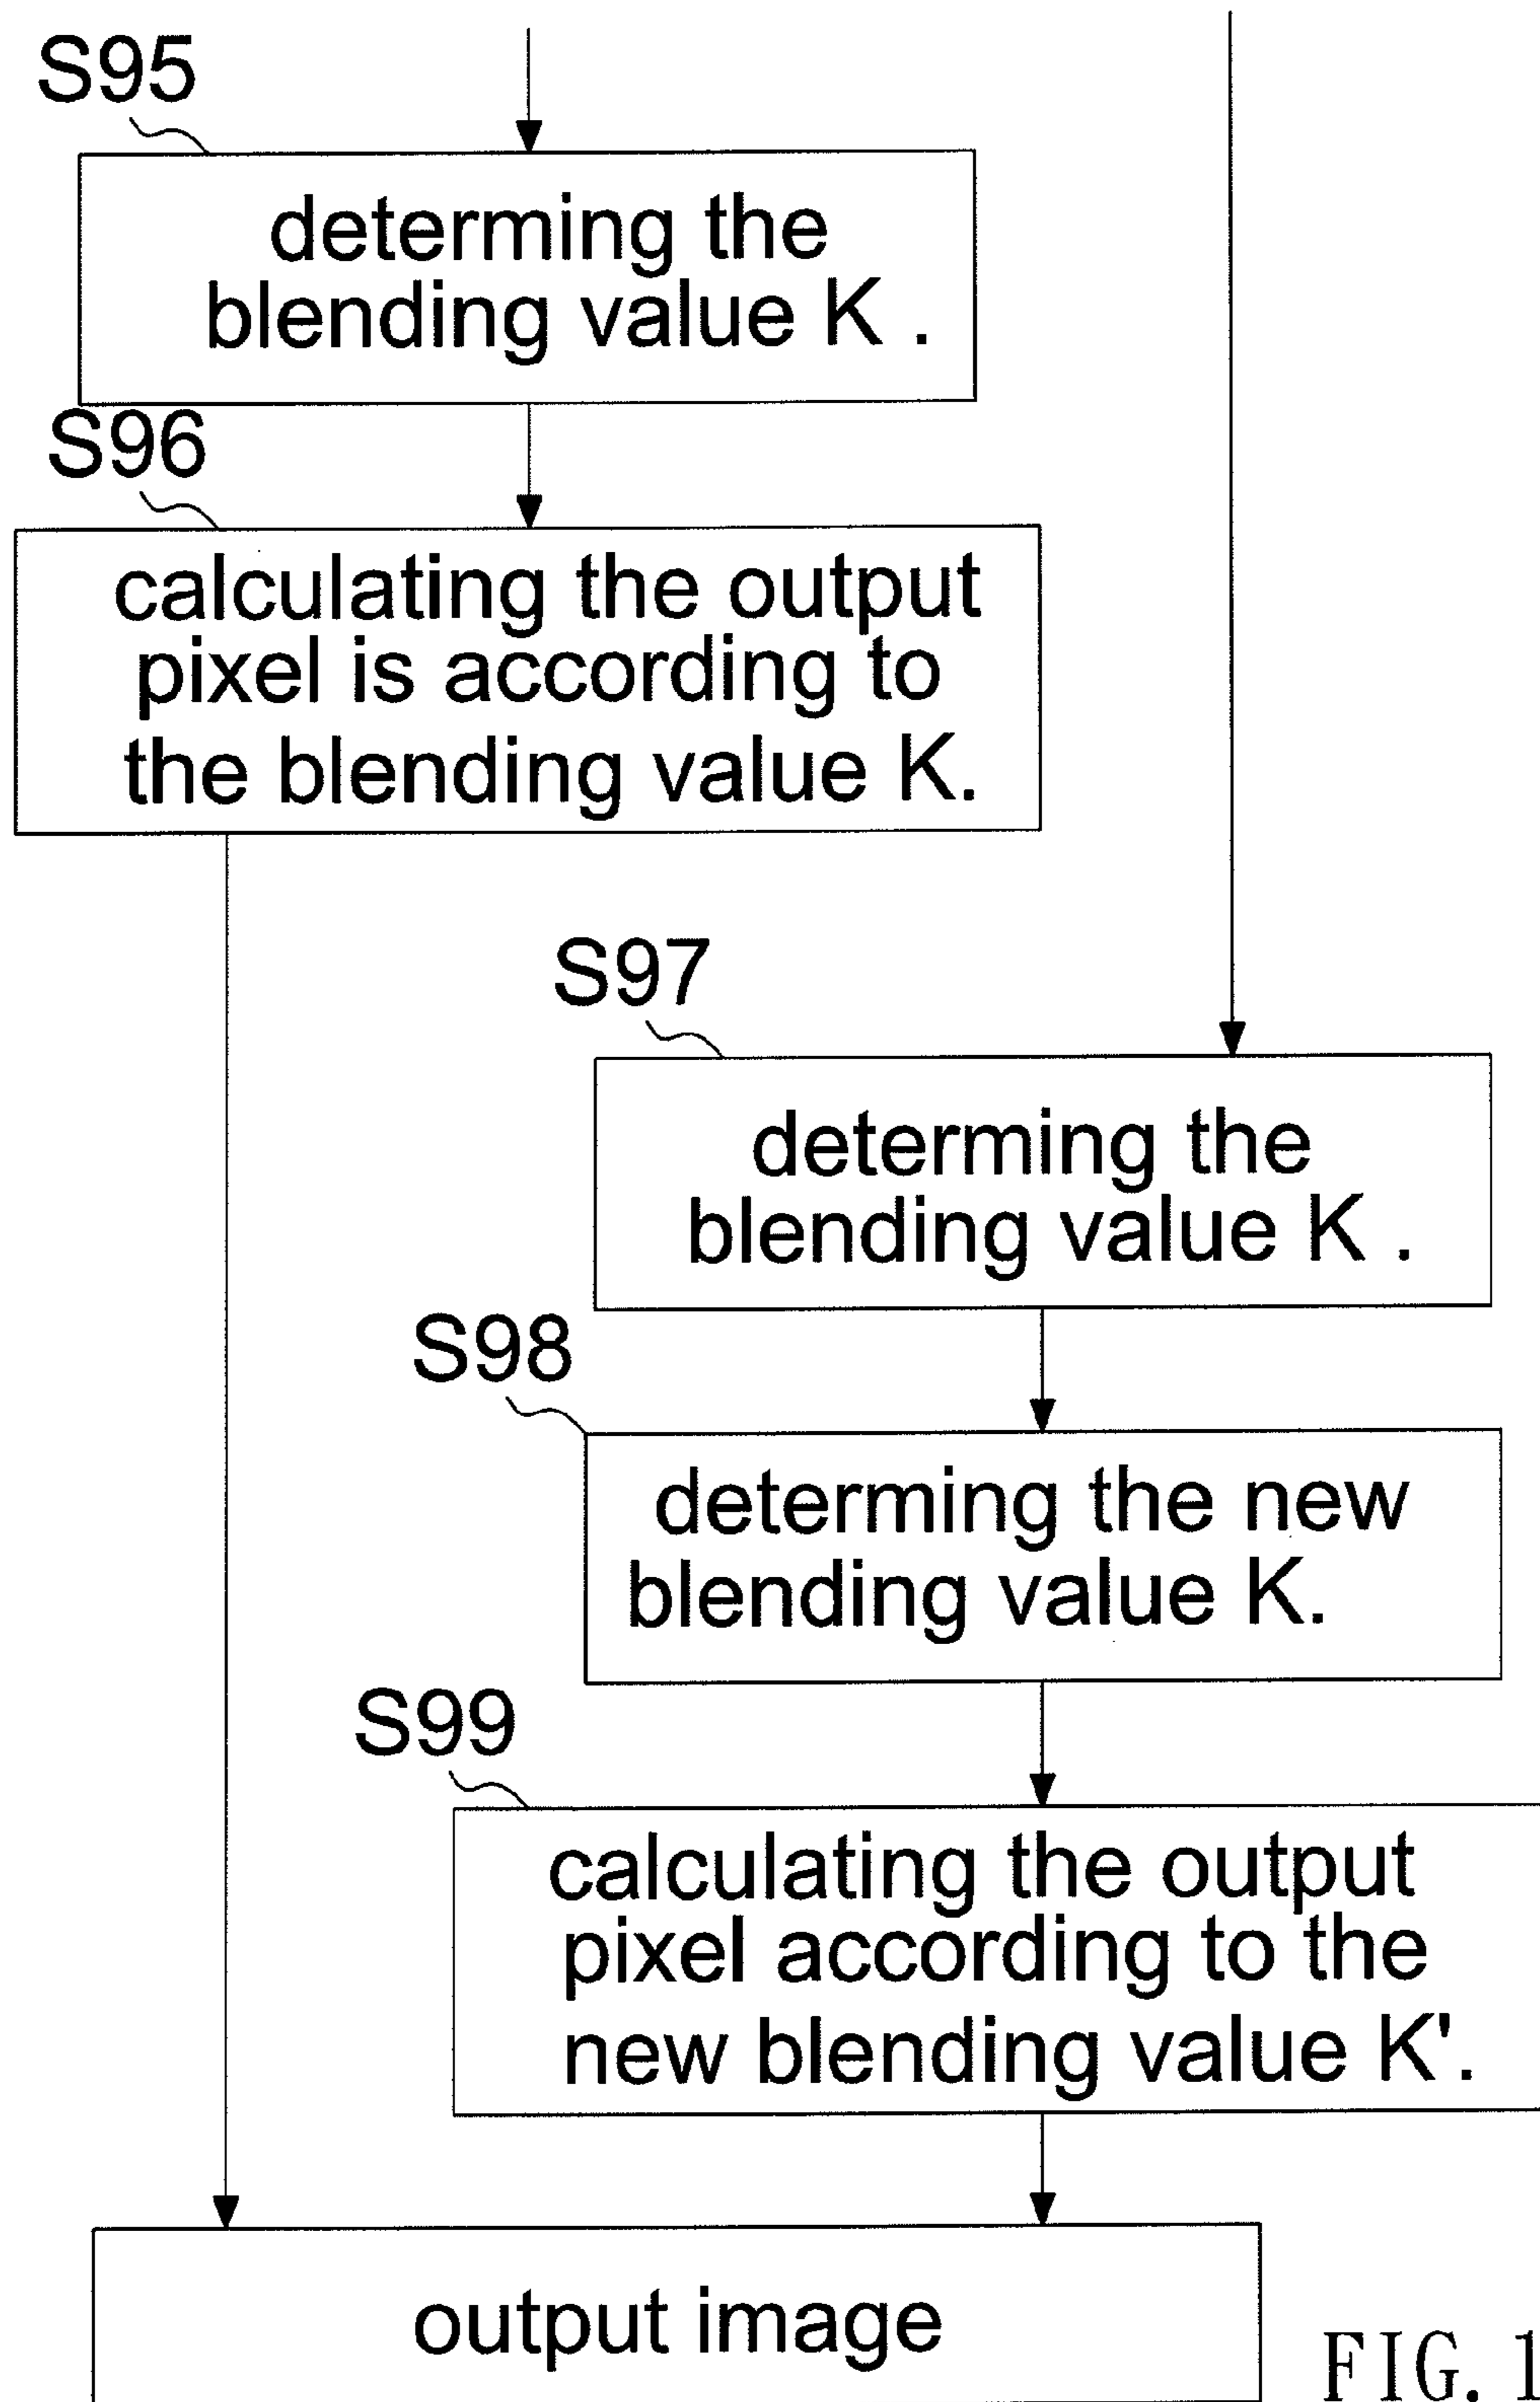 S95
determing the
blending value K .
S96
calculating the output
pixel is according to
the blending value K.
S97
determing the
blending value K .
S98
determing the new
blending value K.
S99
calculating the output
pixel according to the
new blending value K'.
output image
FIG. 1